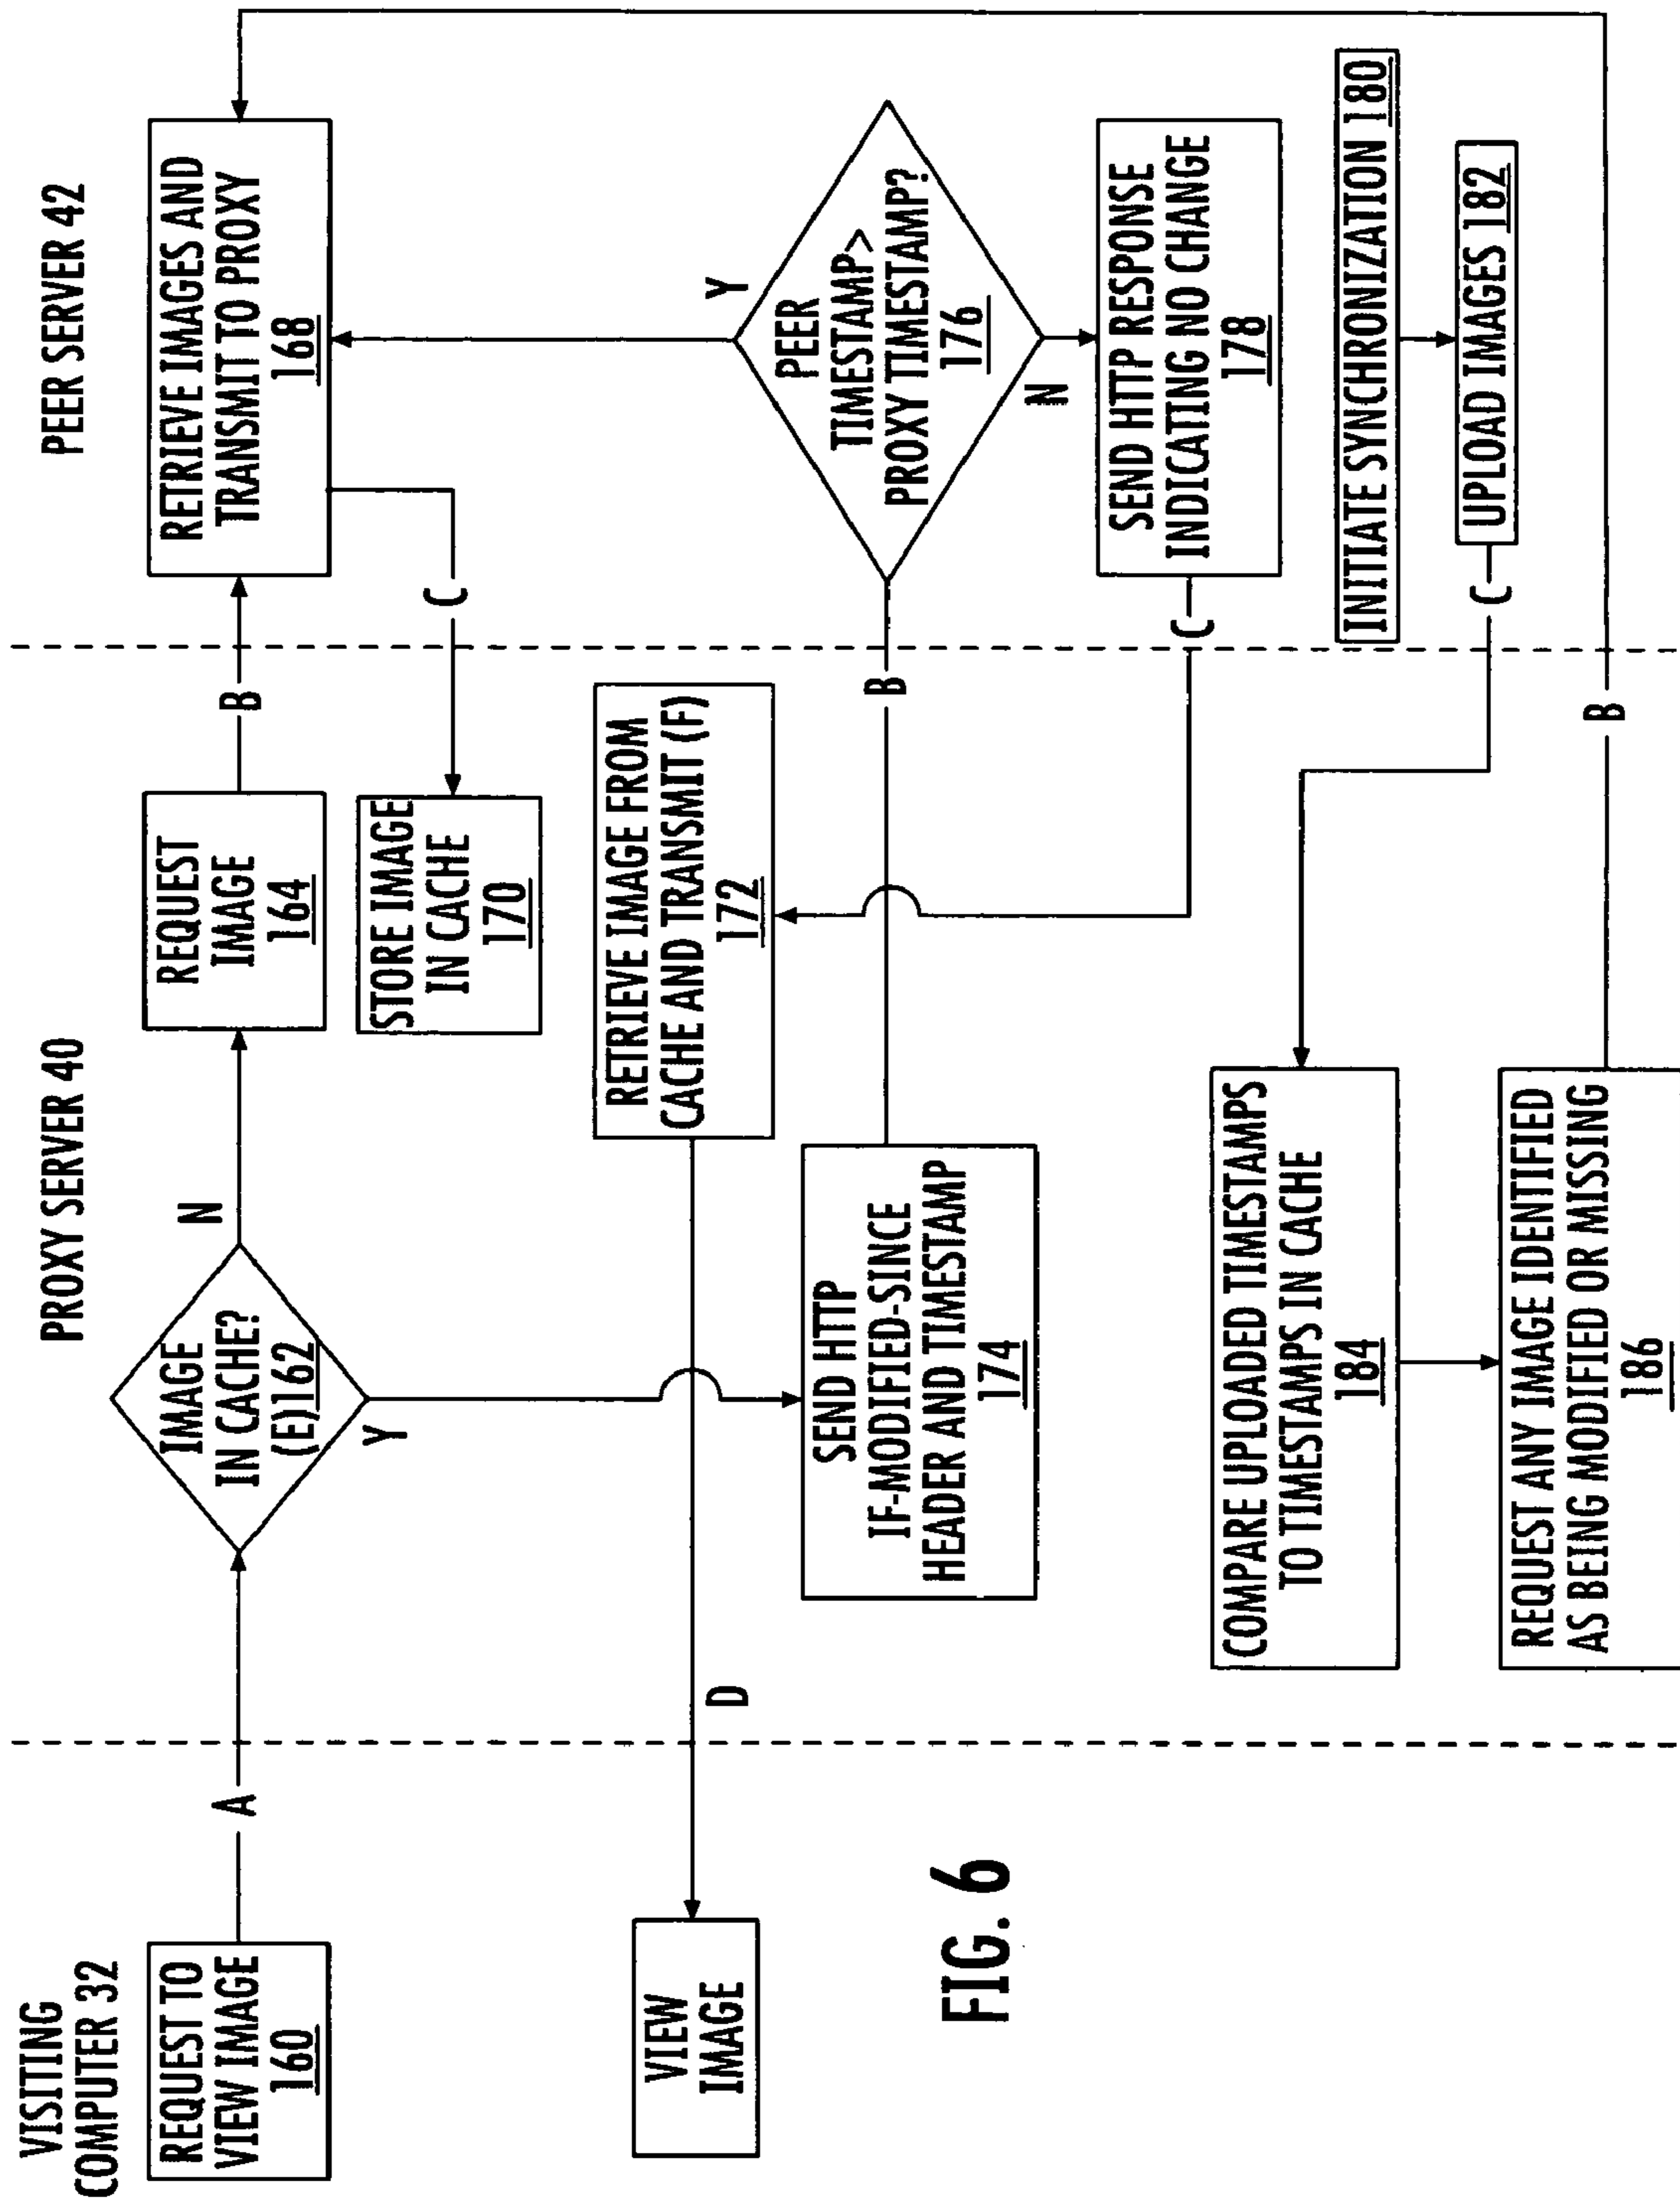 VISITING
COMPUTER 32
PROXY SERVER 40
PEER SERVER 42
REQUEST TO
VIEW IMAGE
160
A
IMAGE
IN CACHE?
(E)162
N
Y
REQUEST
IMAGE
164
B
RETRIEVE IMAGES AND
TRANSMIT TO PROXY
168
C
STORE IMAGE
IN CACHE
170
VIEW
IMAGE
D
RETRIEVE IMAGE FROM
CACHE AND TRANSMIT (F)
172
SEND HTTP
IF-MODIFIED-SINCE
HEADER AND TIMESTAMP
174
B
PEER
TIMESTAMP>
PROXY TIMESTAMP?
176
Y
N
SEND HTTP RESPONSE
INDICATING NO CHANGE
178
C
INITIATE SYNCHRONIZATION 180
UPLOAD IMAGES 182
C
COMPARE UPLOADED TIMESTAMPS
TO TIMESTAMPS IN CACHE
184
REQUEST ANY IMAGE IDENTIFIED
AS BEING MODIFIED OR MISSING
186
B
FIG. 6